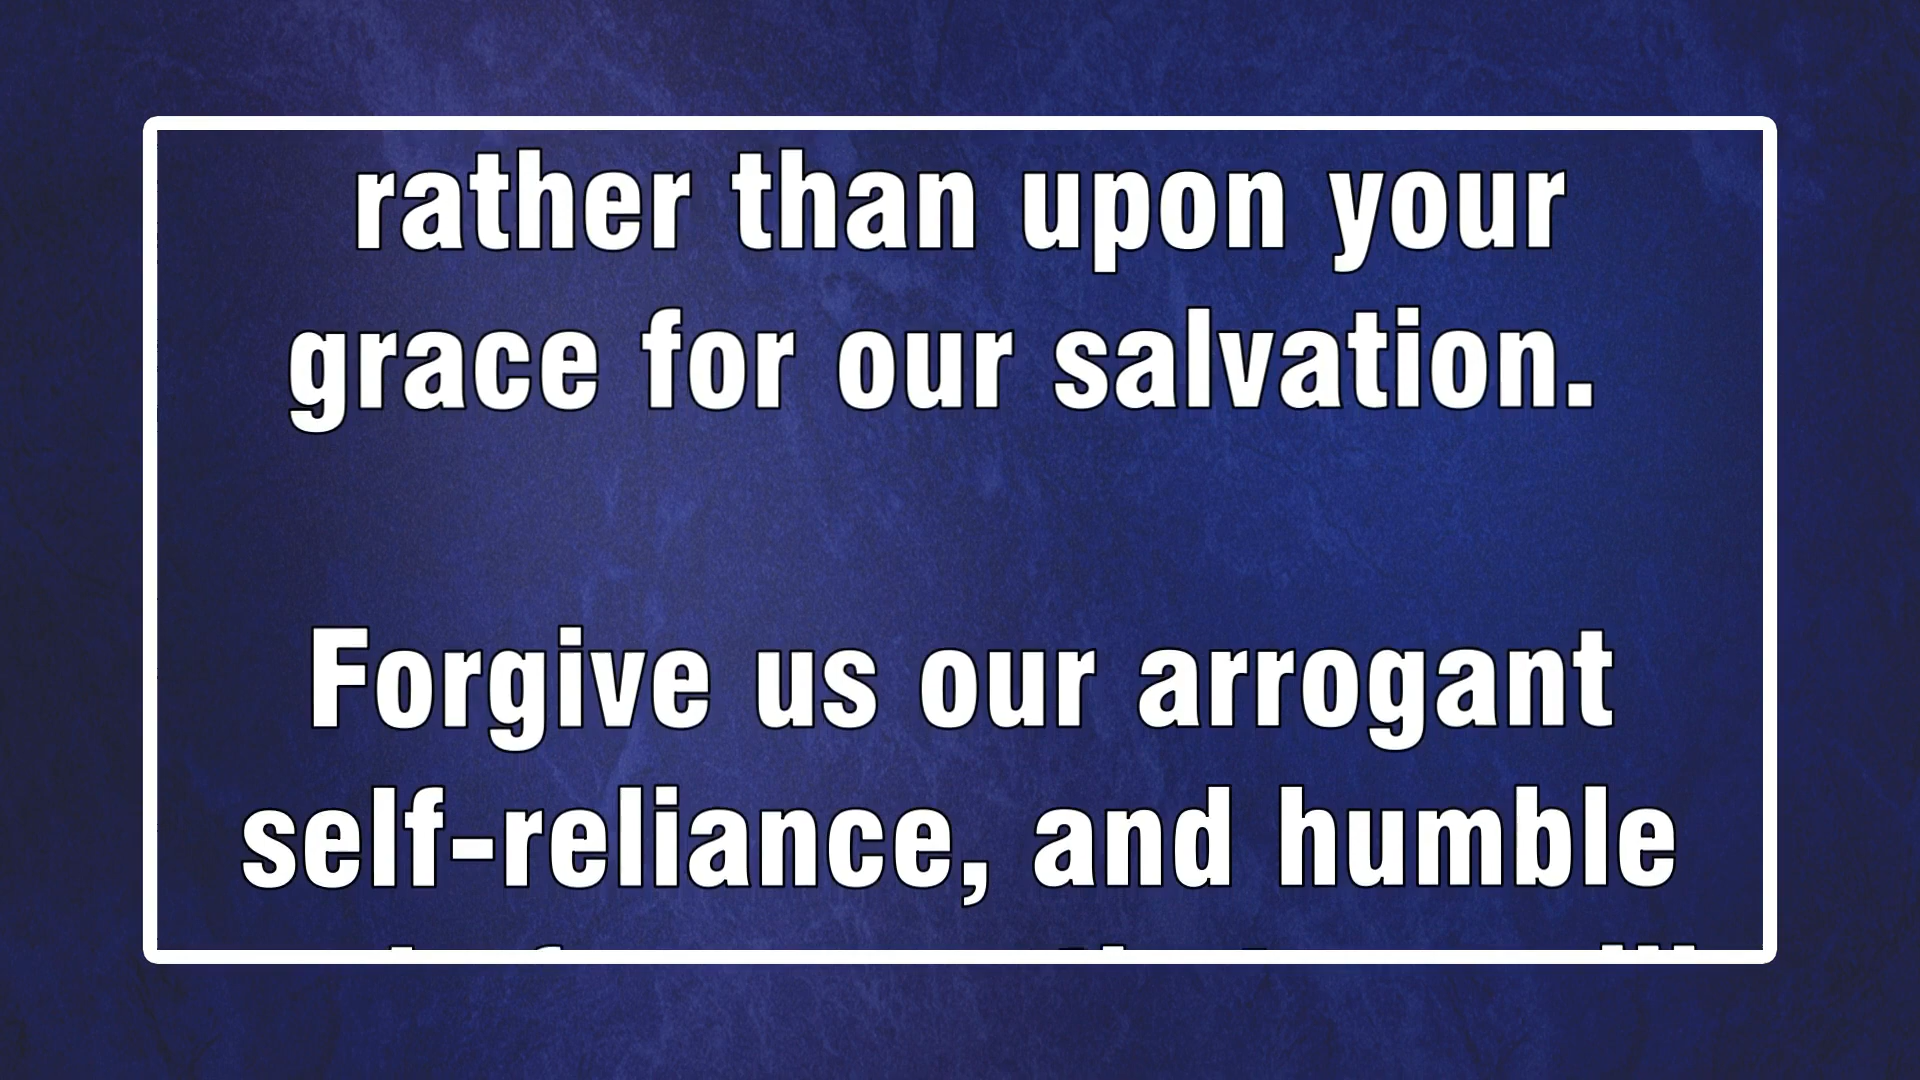 rather than upon your
grace for our salvation.
Forgive us our arrogant
self-reliance, and humble